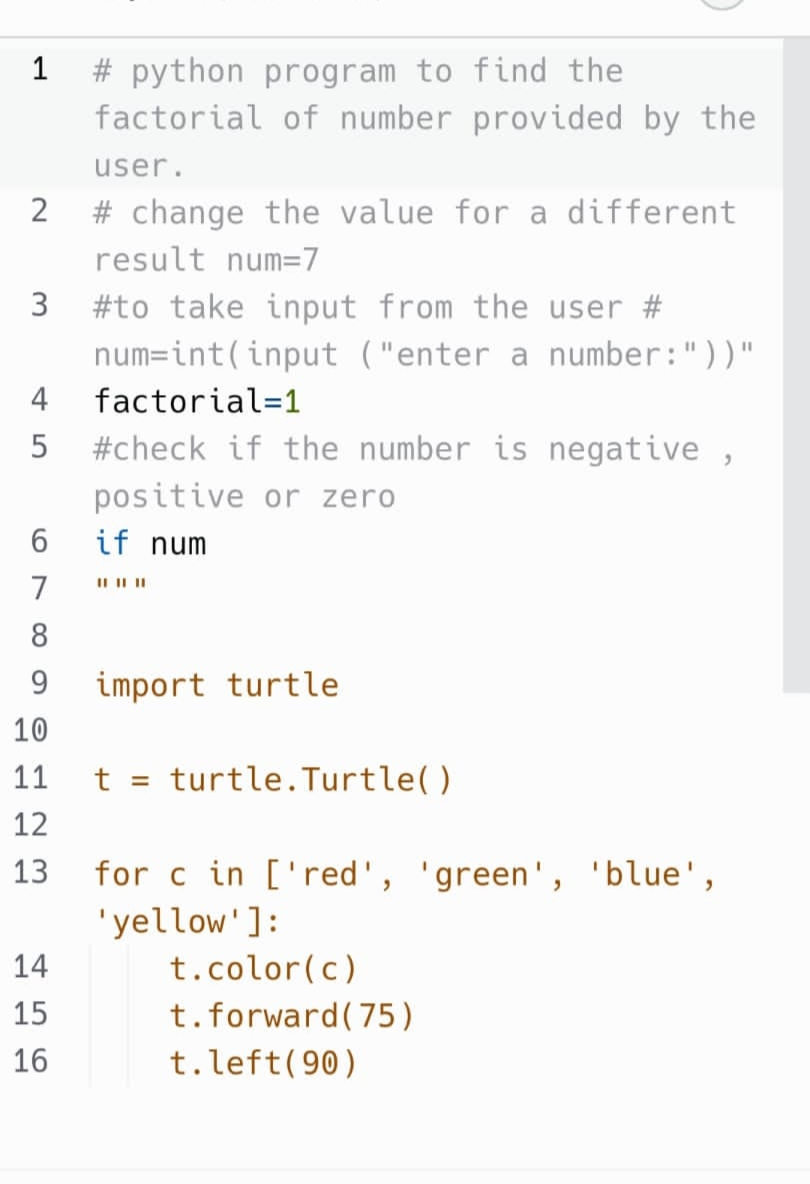 1 # python program to find the
factorial of number provided by the
user.
2 # change the value for a different
result num=7
3 #to take input from the user #
num=int(input ("enter a number:"))"
4 factorial=1
5 #check if the number is negative ,
positive or zero
6 if num
7 """
8
9 import turtle
10
11 t = turtle.Turtle()
12
13 for c in ['red', 'green', 'blue',
'yellow']:
14     t.color(c)
15     t.forward(75)
16     t.left(90)